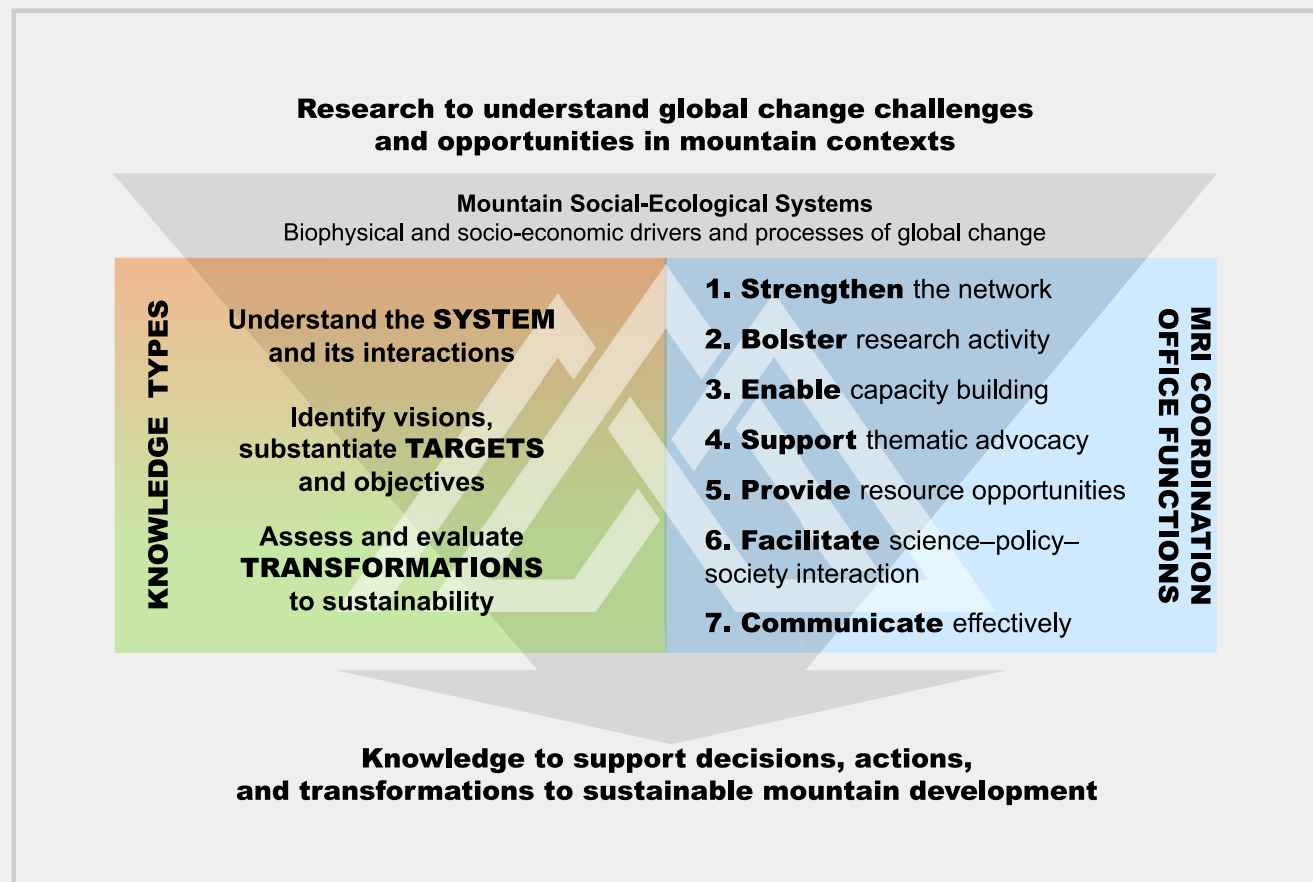 Research to understand global change challenges
and opportunities in mountain contexts
Mountain Social-Ecological Systems
Biophysical and socio-economic drivers and processes of global change
KNOWLEDGE TYPES
Understand the SYSTEM
and its interactions
Identify visions,
substantiate TARGETS
and objectives
Assess and evaluate
TRANSFORMATIONS
to sustainability
1. Strengthen the network
2. Bolster research activity
3. Enable capacity building
4. Support thematic advocacy
5. Provide resource opportunities
6. Facilitate science–policy–
society interaction
7. Communicate effectively
MRI COORDINATION
OFFICE FUNCTIONS
Knowledge to support decisions, actions,
and transformations to sustainable mountain development